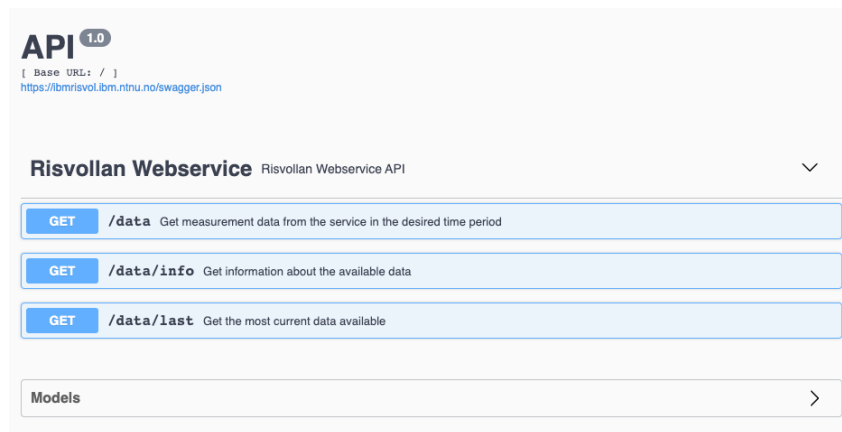 API 1.0
[ Base URL: / ]
https://ibmrisvol.ibm.ntnu.no/swagger.json
Risvollan Webservice Risvollan Webservice API
GET /data Get measurement data from the service in the desired time period
GET /data/info Get information about the available data
GET /data/last Get the most current data available
Models